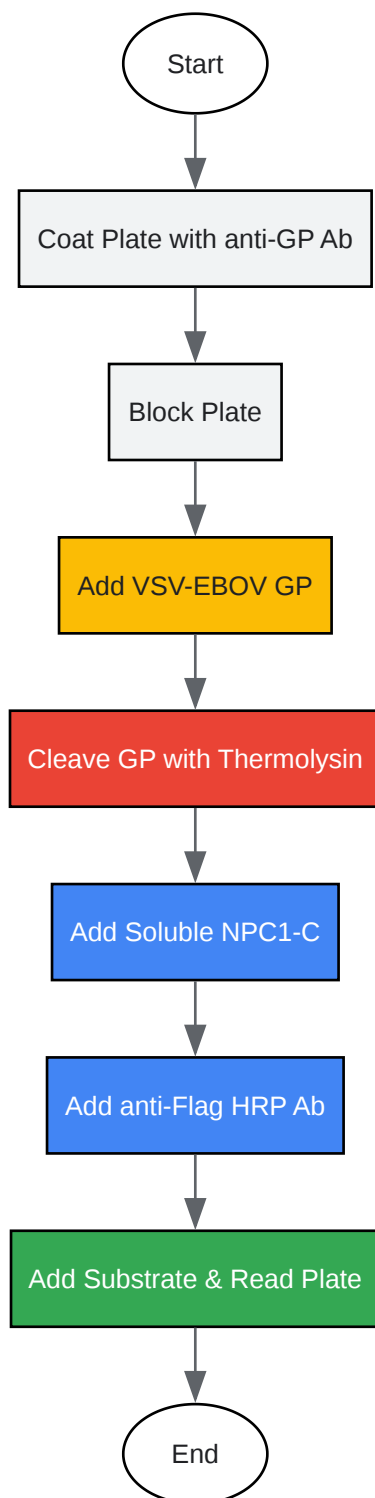 Start
Coat Plate with anti-GP Ab
Block Plate
Add VSV-EBOV GP
Cleave GP with Thermolysin
Add Soluble NPC1-C
Add anti-Flag HRP Ab
Add Substrate & Read Plate
End